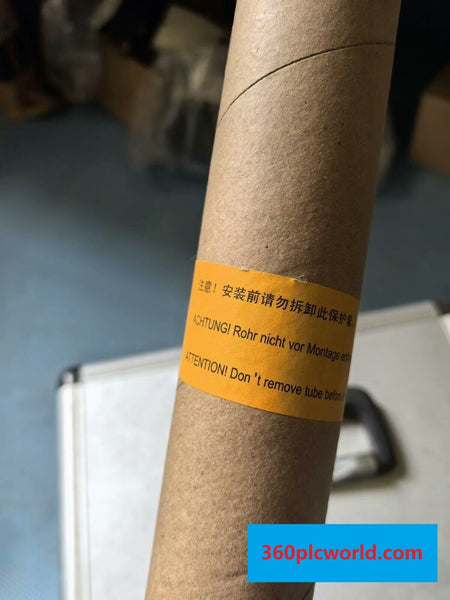 注意！安装前请勿拆卸此保护套
ACHTUNG! Rohr nicht vor Montage
ATTENTION! Don't remove tube before
360plcworld.com